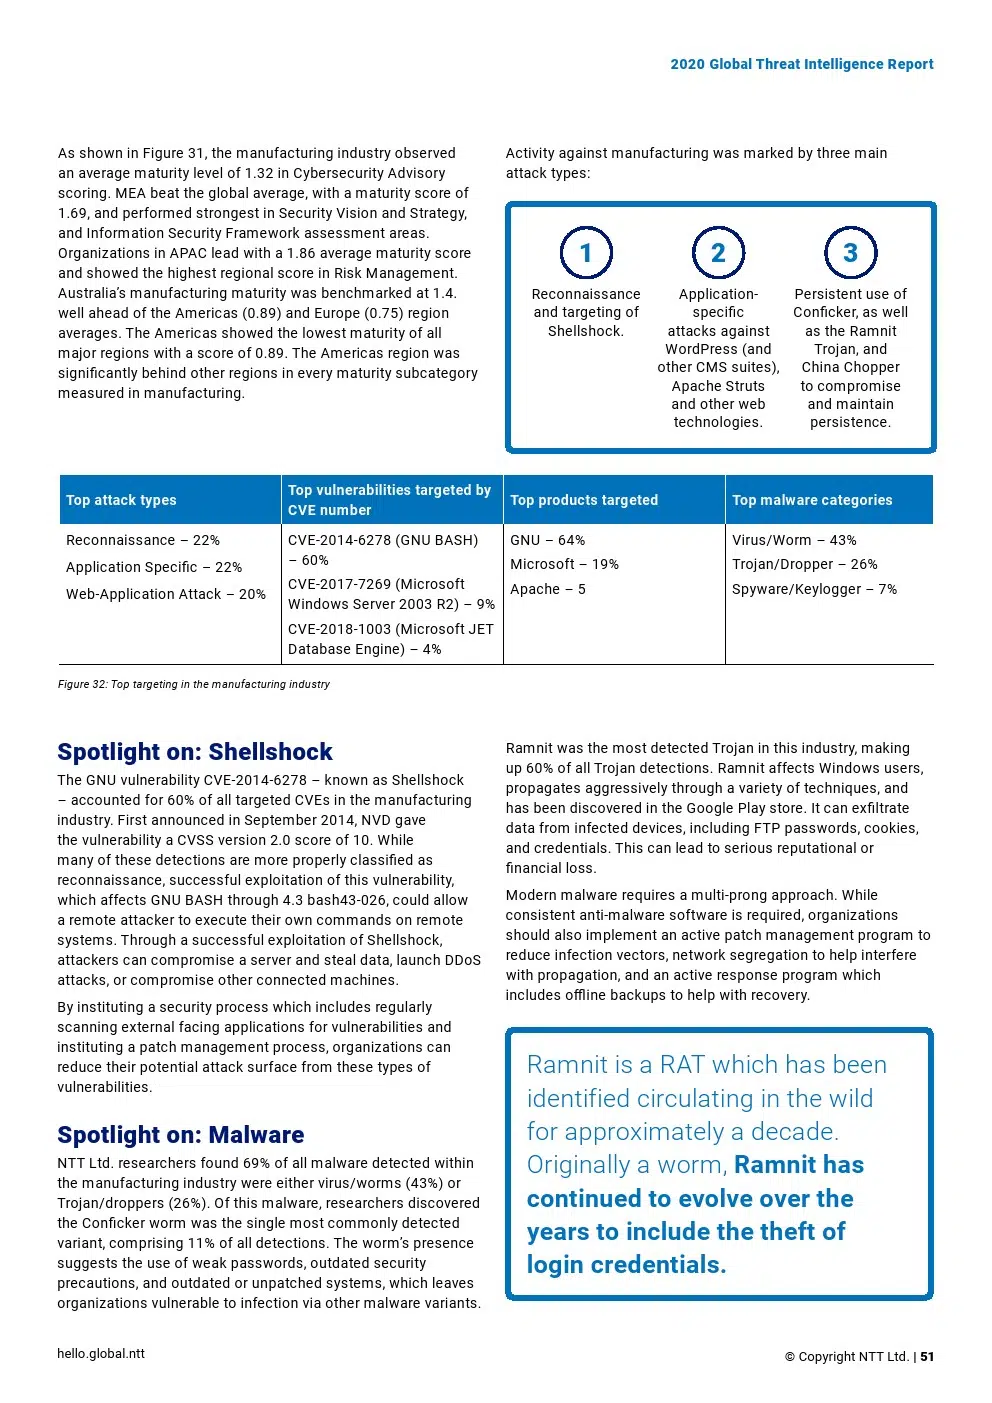 2020 Global Threat Intelligence Report
As shown in Figure 31, the manufacturing industry observed
an average maturity level of 1.32 in Cybersecurity Advisory
scoring. MEA beat the global average, with a maturity score of
1.69, and performed strongest in Security Vision and Strategy,
and Information Security Framework assessment areas.
Organizations in APAC lead with a 1.86 average maturity score
and showed the highest regional score in Risk Management.
Australia’s manufacturing maturity was benchmarked at 1.4.
well ahead of the Americas (0.89) and Europe (0.75) region
averages. The Americas showed the lowest maturity of all
major regions with a score of 0.89. The Americas region was
significantly behind other regions in every maturity subcategory
measured in manufacturing.
Activity against manufacturing was marked by three main
attack types:
1
Reconnaissance
and targeting of
Shellshock.
2
Application-
specific
attacks against
WordPress (and
other CMS suites),
Apache Struts
and other web
technologies.
3
Persistent use of
Conficker, as well
as the Ramnit
Trojan, and
China Chopper
to compromise
and maintain
persistence.
Top attack types
Reconnaissance – 22%
Application Specific – 22%
Web-Application Attack – 20%
Top vulnerabilities targeted by
CVE number
CVE-2014-6278 (GNU BASH)
– 60%
CVE-2017-7269 (Microsoft
Windows Server 2003 R2) – 9%
CVE-2018-1003 (Microsoft JET
Database Engine) – 4%
Top products targeted
GNU – 64%
Microsoft – 19%
Apache – 5
Top malware categories
Virus/Worm – 43%
Trojan/Dropper – 26%
Spyware/Keylogger – 7%
Figure 32: Top targeting in the manufacturing industry
Spotlight on: Shellshock
The GNU vulnerability CVE-2014-6278 – known as Shellshock
– accounted for 60% of all targeted CVEs in the manufacturing
industry. First announced in September 2014, NVD gave
the vulnerability a CVSS version 2.0 score of 10. While
many of these detections are more properly classified as
reconnaissance, successful exploitation of this vulnerability,
which affects GNU BASH through 4.3 bash43-026, could allow
a remote attacker to execute their own commands on remote
systems. Through a successful exploitation of Shellshock,
attackers can compromise a server and steal data, launch DDoS
attacks, or compromise other connected machines.
By instituting a security process which includes regularly
scanning external facing applications for vulnerabilities and
instituting a patch management process, organizations can
reduce their potential attack surface from these types of
vulnerabilities.
Spotlight on: Malware
NTT Ltd. researchers found 69% of all malware detected within
the manufacturing industry were either virus/worms (43%) or
Trojan/droppers (26%). Of this malware, researchers discovered
the Conficker worm was the single most commonly detected
variant, comprising 11% of all detections. The worm’s presence
suggests the use of weak passwords, outdated security
precautions, and outdated or unpatched systems, which leaves
organizations vulnerable to infection via other malware variants.
Ramnit was the most detected Trojan in this industry, making
up 60% of all Trojan detections. Ramnit affects Windows users,
propagates aggressively through a variety of techniques, and
has been discovered in the Google Play store. It can exfiltrate
data from infected devices, including FTP passwords, cookies,
and credentials. This can lead to serious reputational or
financial loss.
Modern malware requires a multi-prong approach. While
consistent anti-malware software is required, organizations
should also implement an active patch management program to
reduce infection vectors, network segregation to help interfere
with propagation, and an active response program which
includes offline backups to help with recovery.
Ramnit is a RAT which has been
identified circulating in the wild
for approximately a decade.
Originally a worm, Ramnit has
continued to evolve over the
years to include the theft of
login credentials.
hello.global.ntt
© Copyright NTT Ltd. | 51